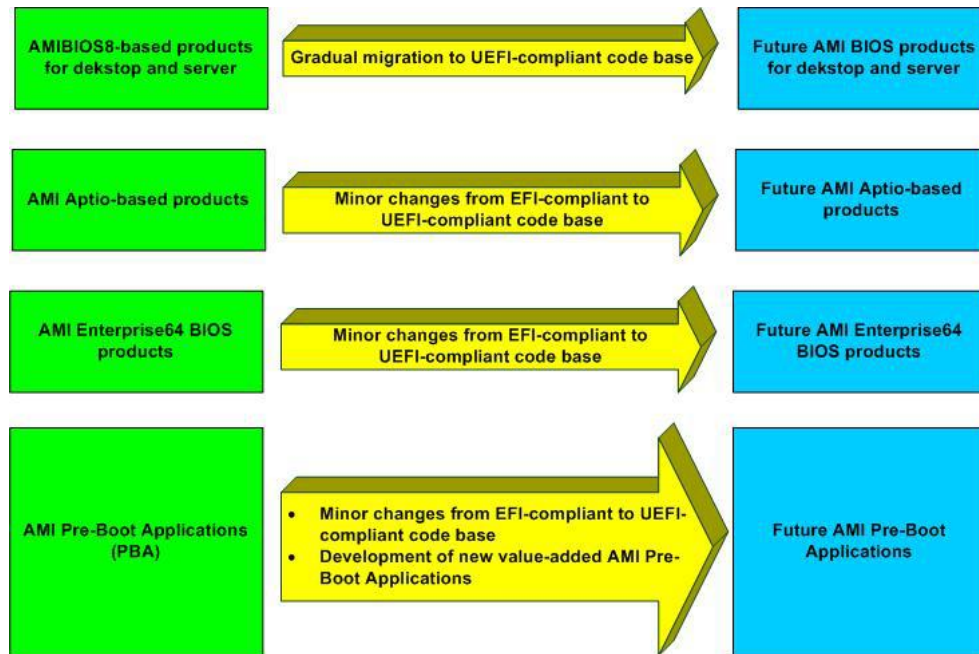 AMIBIOS8-based products
for dekstop and server
Gradual migration to UEFI-compliant code base
Future AMI BIOS products
for dekstop and server
AMI Aptio-based products
Minor changes from EFI-compliant to
UEFI-compliant code base
Future AMI Aptio-based
products
AMI Enterprise64 BIOS
products
Minor changes from EFI-compliant to
UEFI-compliant code base
Future AMI Enterprise64
BIOS products
AMI Pre-Boot Applications
(PBA)
• Minor changes from EFI-compliant to UEFI-
compliant code base
• Development of new value-added AMI Pre-
Boot Applications
Future AMI Pre-Boot
Applications